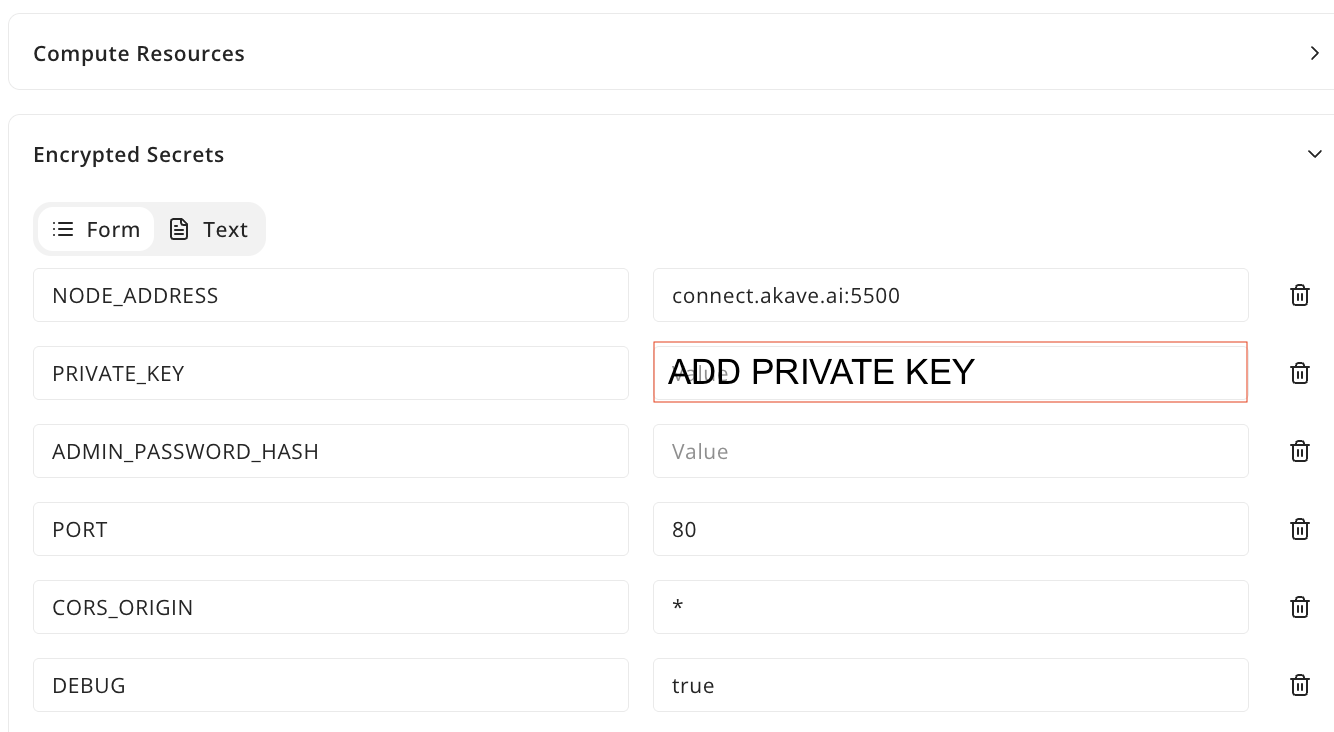 Compute Resources
Encrypted Secrets
Form Text
NODE_ADDRESS connect.akave.ai:5500
PRIVATE_KEY ADD PRIVATE KEY Value
ADMIN_PASSWORD_HASH Value
PORT 80
CORS_ORIGIN *
DEBUG true